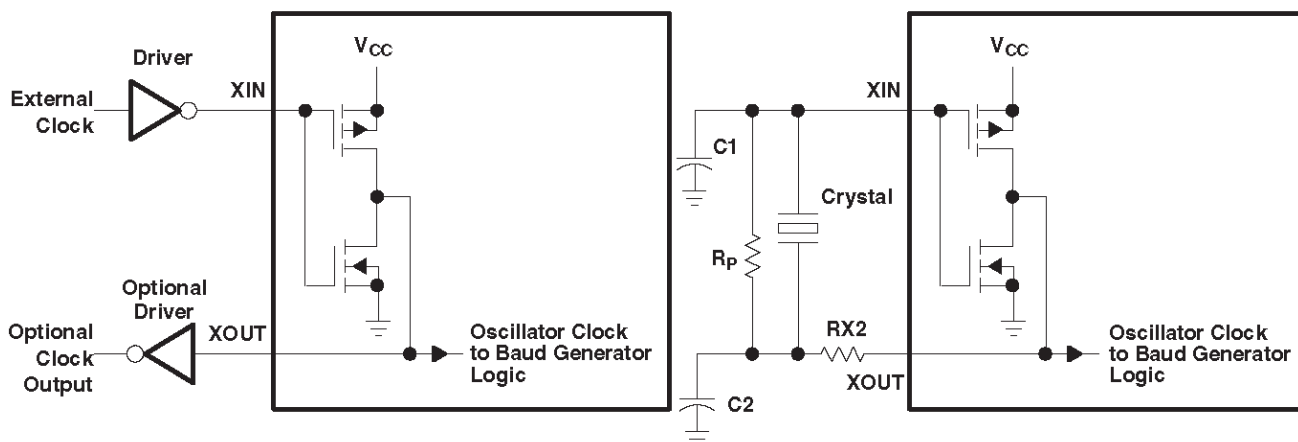 Driver
External
Clock
XIN
VCC
Optional
Driver
Optional
Clock
Output
XOUT
Oscillator Clock
to Baud Generator
Logic
C1
RP
Crystal
C2
RX2
XIN
VCC
XOUT
Oscillator Clock
to Baud Generator
Logic